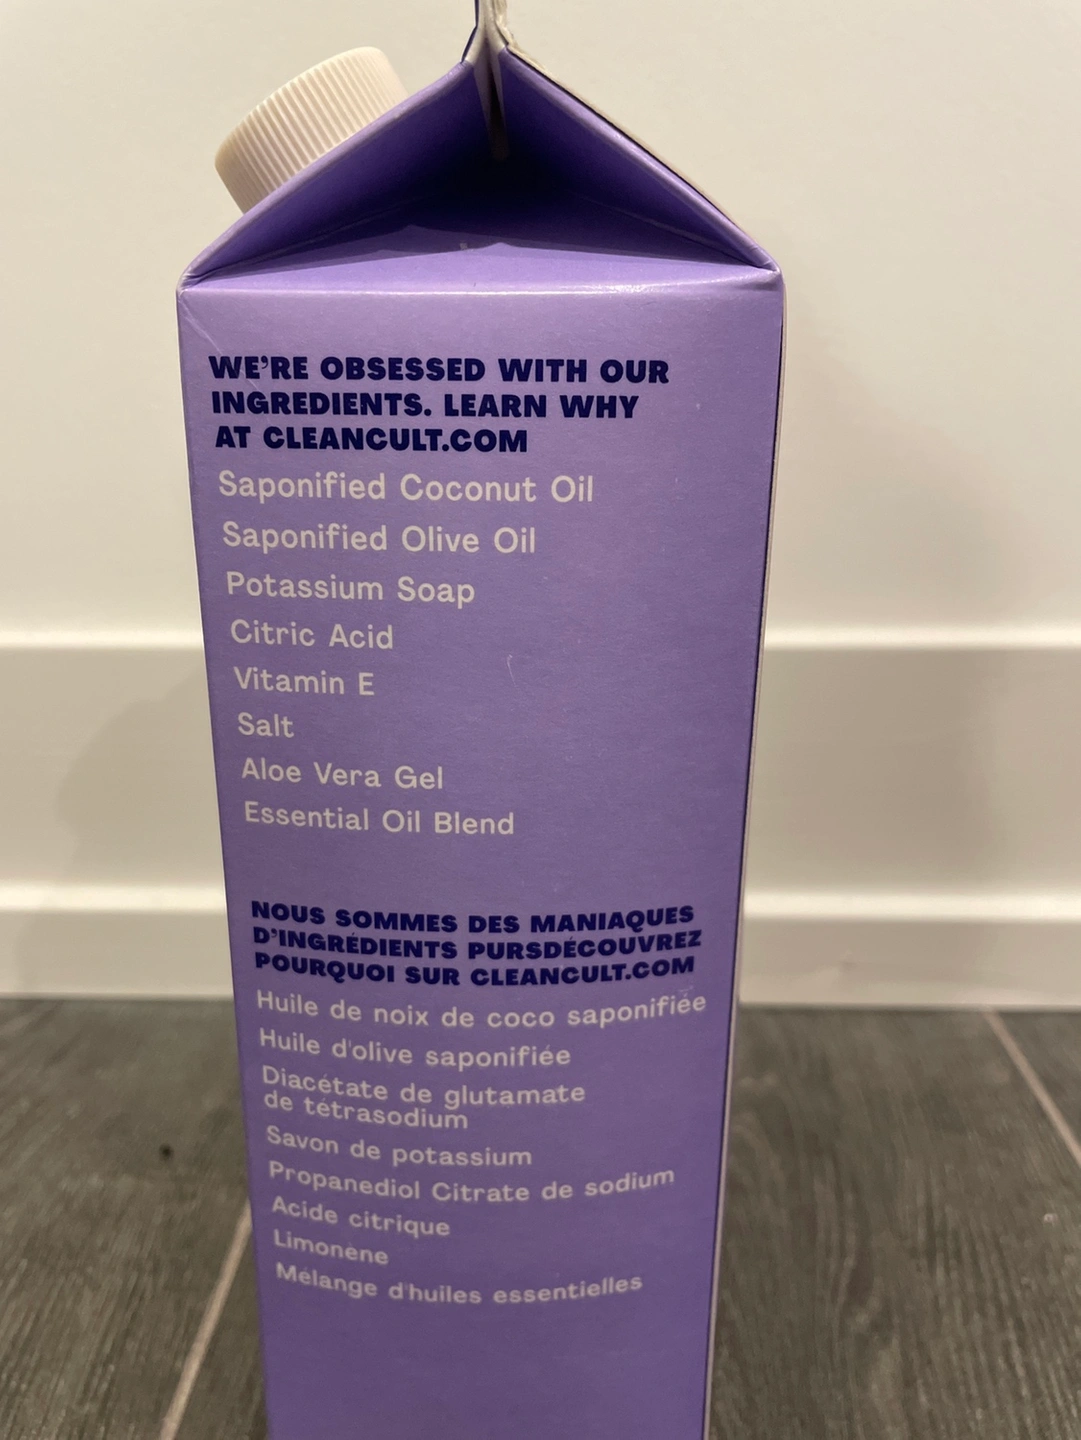 WE'RE OBSESSED WITH OUR
INGREDIENTS. LEARN WHY
AT CLEANCULT.COM
Saponified Coconut Oil
Saponified Olive Oil
Potassium Soap
Citric Acid
Vitamin E
Salt
Aloe Vera Gel
Essential Oil Blend
NOUS SOMMES DES MANIAQUES
D'INGRÉDIENTS PURSDÉCOUVREZ
POURQUOI SUR CLEANCULT.COM
Huile de noix de coco saponifiée
Huile d'olive saponifiée
Diacétate de glutamate
de tétrasodium
Savon de potassium
Propanediol Citrate de sodium
Acide citrique
Limonène
Mélange d'huiles essentielles